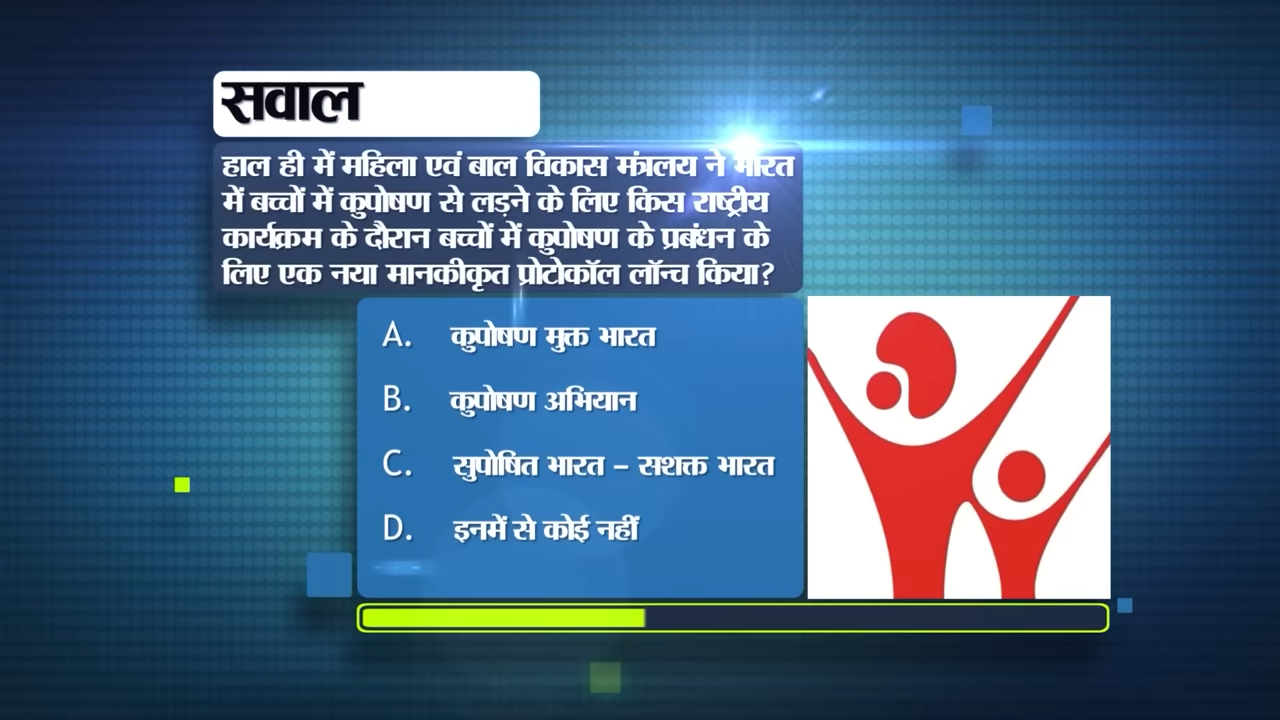 सवाल
हाल ही में महिला एवं बाल विकास मंत्रालय ने भारत
में बच्चों में कुपोषण से लड़ने के लिए किस राष्ट्रीय
कार्यक्रम के दौरान बच्चों में कुपोषण के प्रबंधन के
लिए एक नया मानकीकृत प्रोटोकॉल लॉन्च किया?
A. कुपोषण मुक्त भारत
B. कुपोषण अभियान
C. सुपोषित भारत – सशक्त भारत
D. इनमें से कोई नहीं